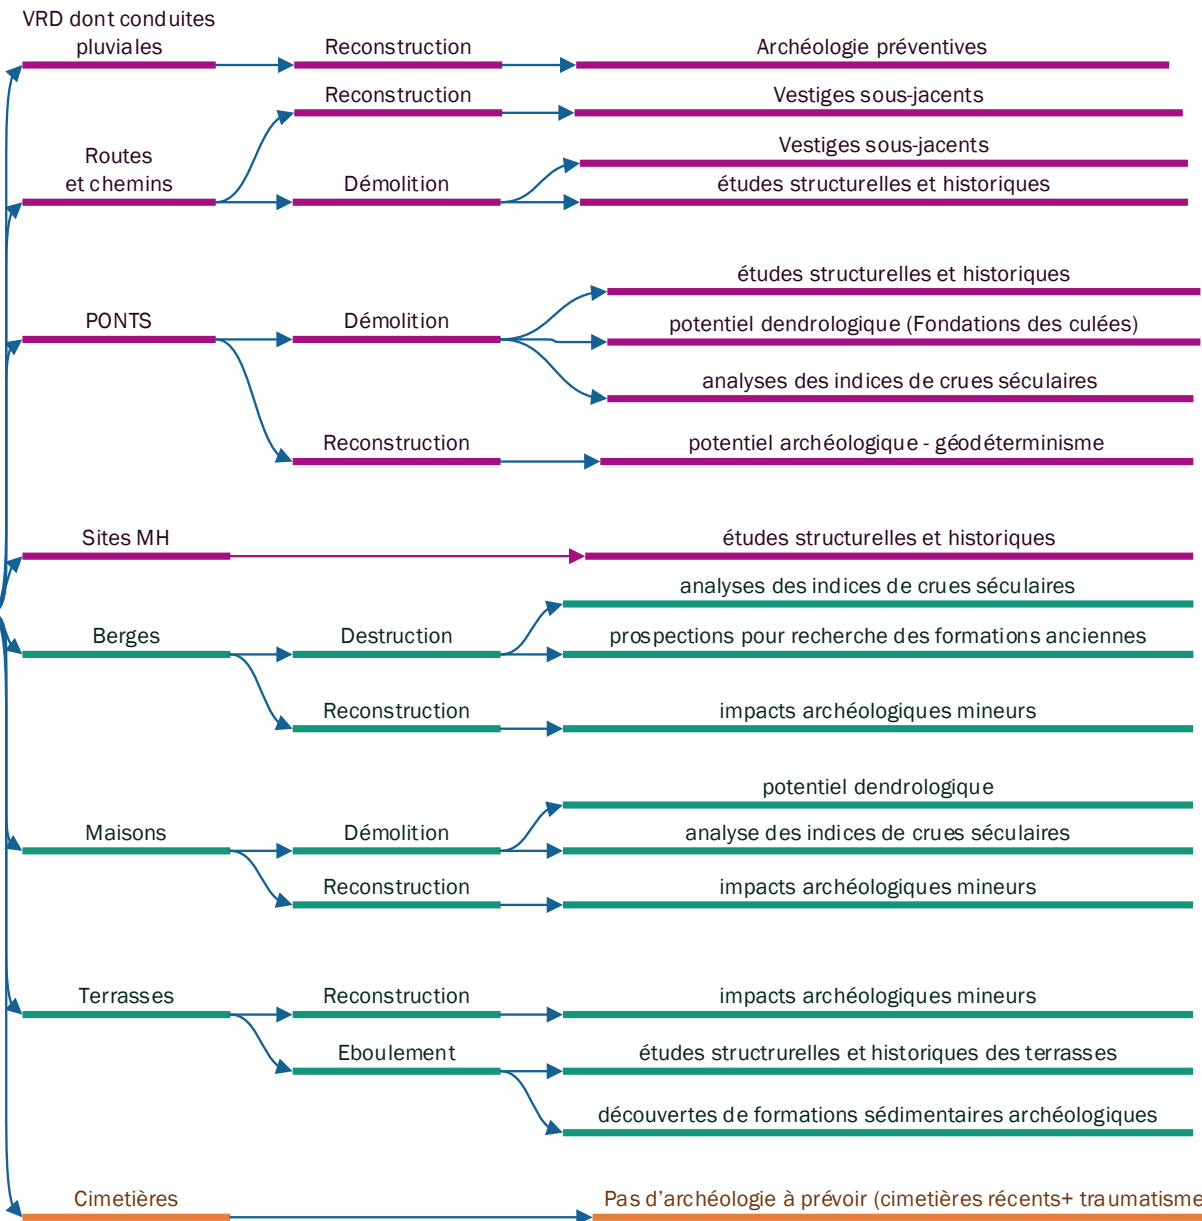 VRD dont conduites
pluviales
Reconstruction
Archéologie préventives
Reconstruction
Vestiges sous-jacents
Routes
et chemins
Démolition
Vestiges sous-jacents
études structurelles et historiques
PONTS
Démolition
études structurelles et historiques
potentiel dendrologique (Fondations des culées)
analyses des indices de crues séculaires
Reconstruction
potentiel archéologique - géodéterminisme
Sites MH
études structurelles et historiques
Berges
Destruction
analyses des indices de crues séculaires
prospections pour recherche des formations anciennes
Reconstruction
impacts archéologiques mineurs
Maisons
Démolition
potentiel dendrologique
analyse des indices de crues séculaires
Reconstruction
impacts archéologiques mineurs
Terrasses
Reconstruction
impacts archéologiques mineurs
Eboulement
études structrurelles et historiques des terrasses
découvertes de formations sédimentaires archéologiques
Cimetières
Pas d'archéologie à prévoir (cimetières récents+ traumatisme